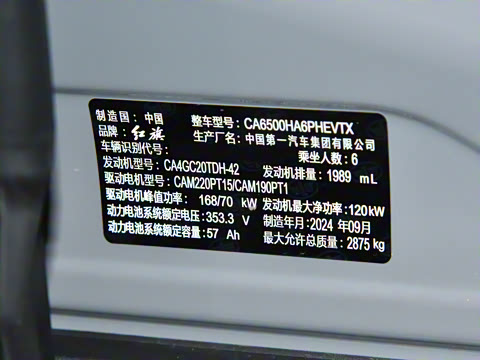 制造国：中国 整车型号：CA6500HA6PHEVTX
品牌：红旗 生产厂名：中国第一汽车集团有限公司
车辆识别代号： 乘坐人数：6
发动机型号：CA4GC20TDH-42 发动机排量：1989 mL
驱动电机型号：CAM220PT15/CAM190PT1
驱动电机峰值功率：168/70 kW 发动机最大净功率：120kW
动力电池系统额定电压：353.3 V 制造年月：2024 年09月
动力电池系统额定容量：57 Ah 最大允许总质量：2875kg